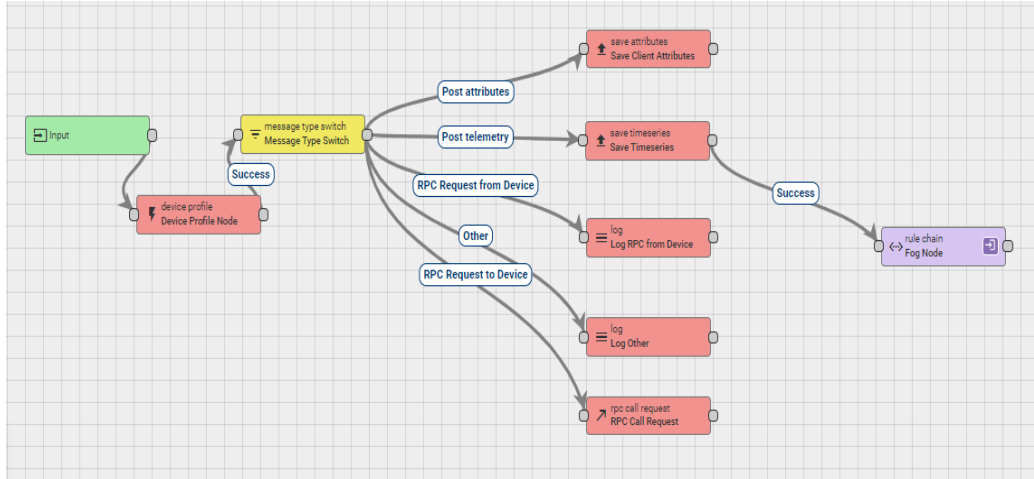 save attributes
Save Client Attributes
Post attributes
Input
message type switch
Message Type Switch
Post telemetry
save timeseries
Save Timeseries
Success
RPC Request from Device
Success
device profile
Device Profile Node
log
Log RPC from Device
Other
rule chain
Fog Node
RPC Request to Device
log
Log Other
rpc call request
RPC Call Request